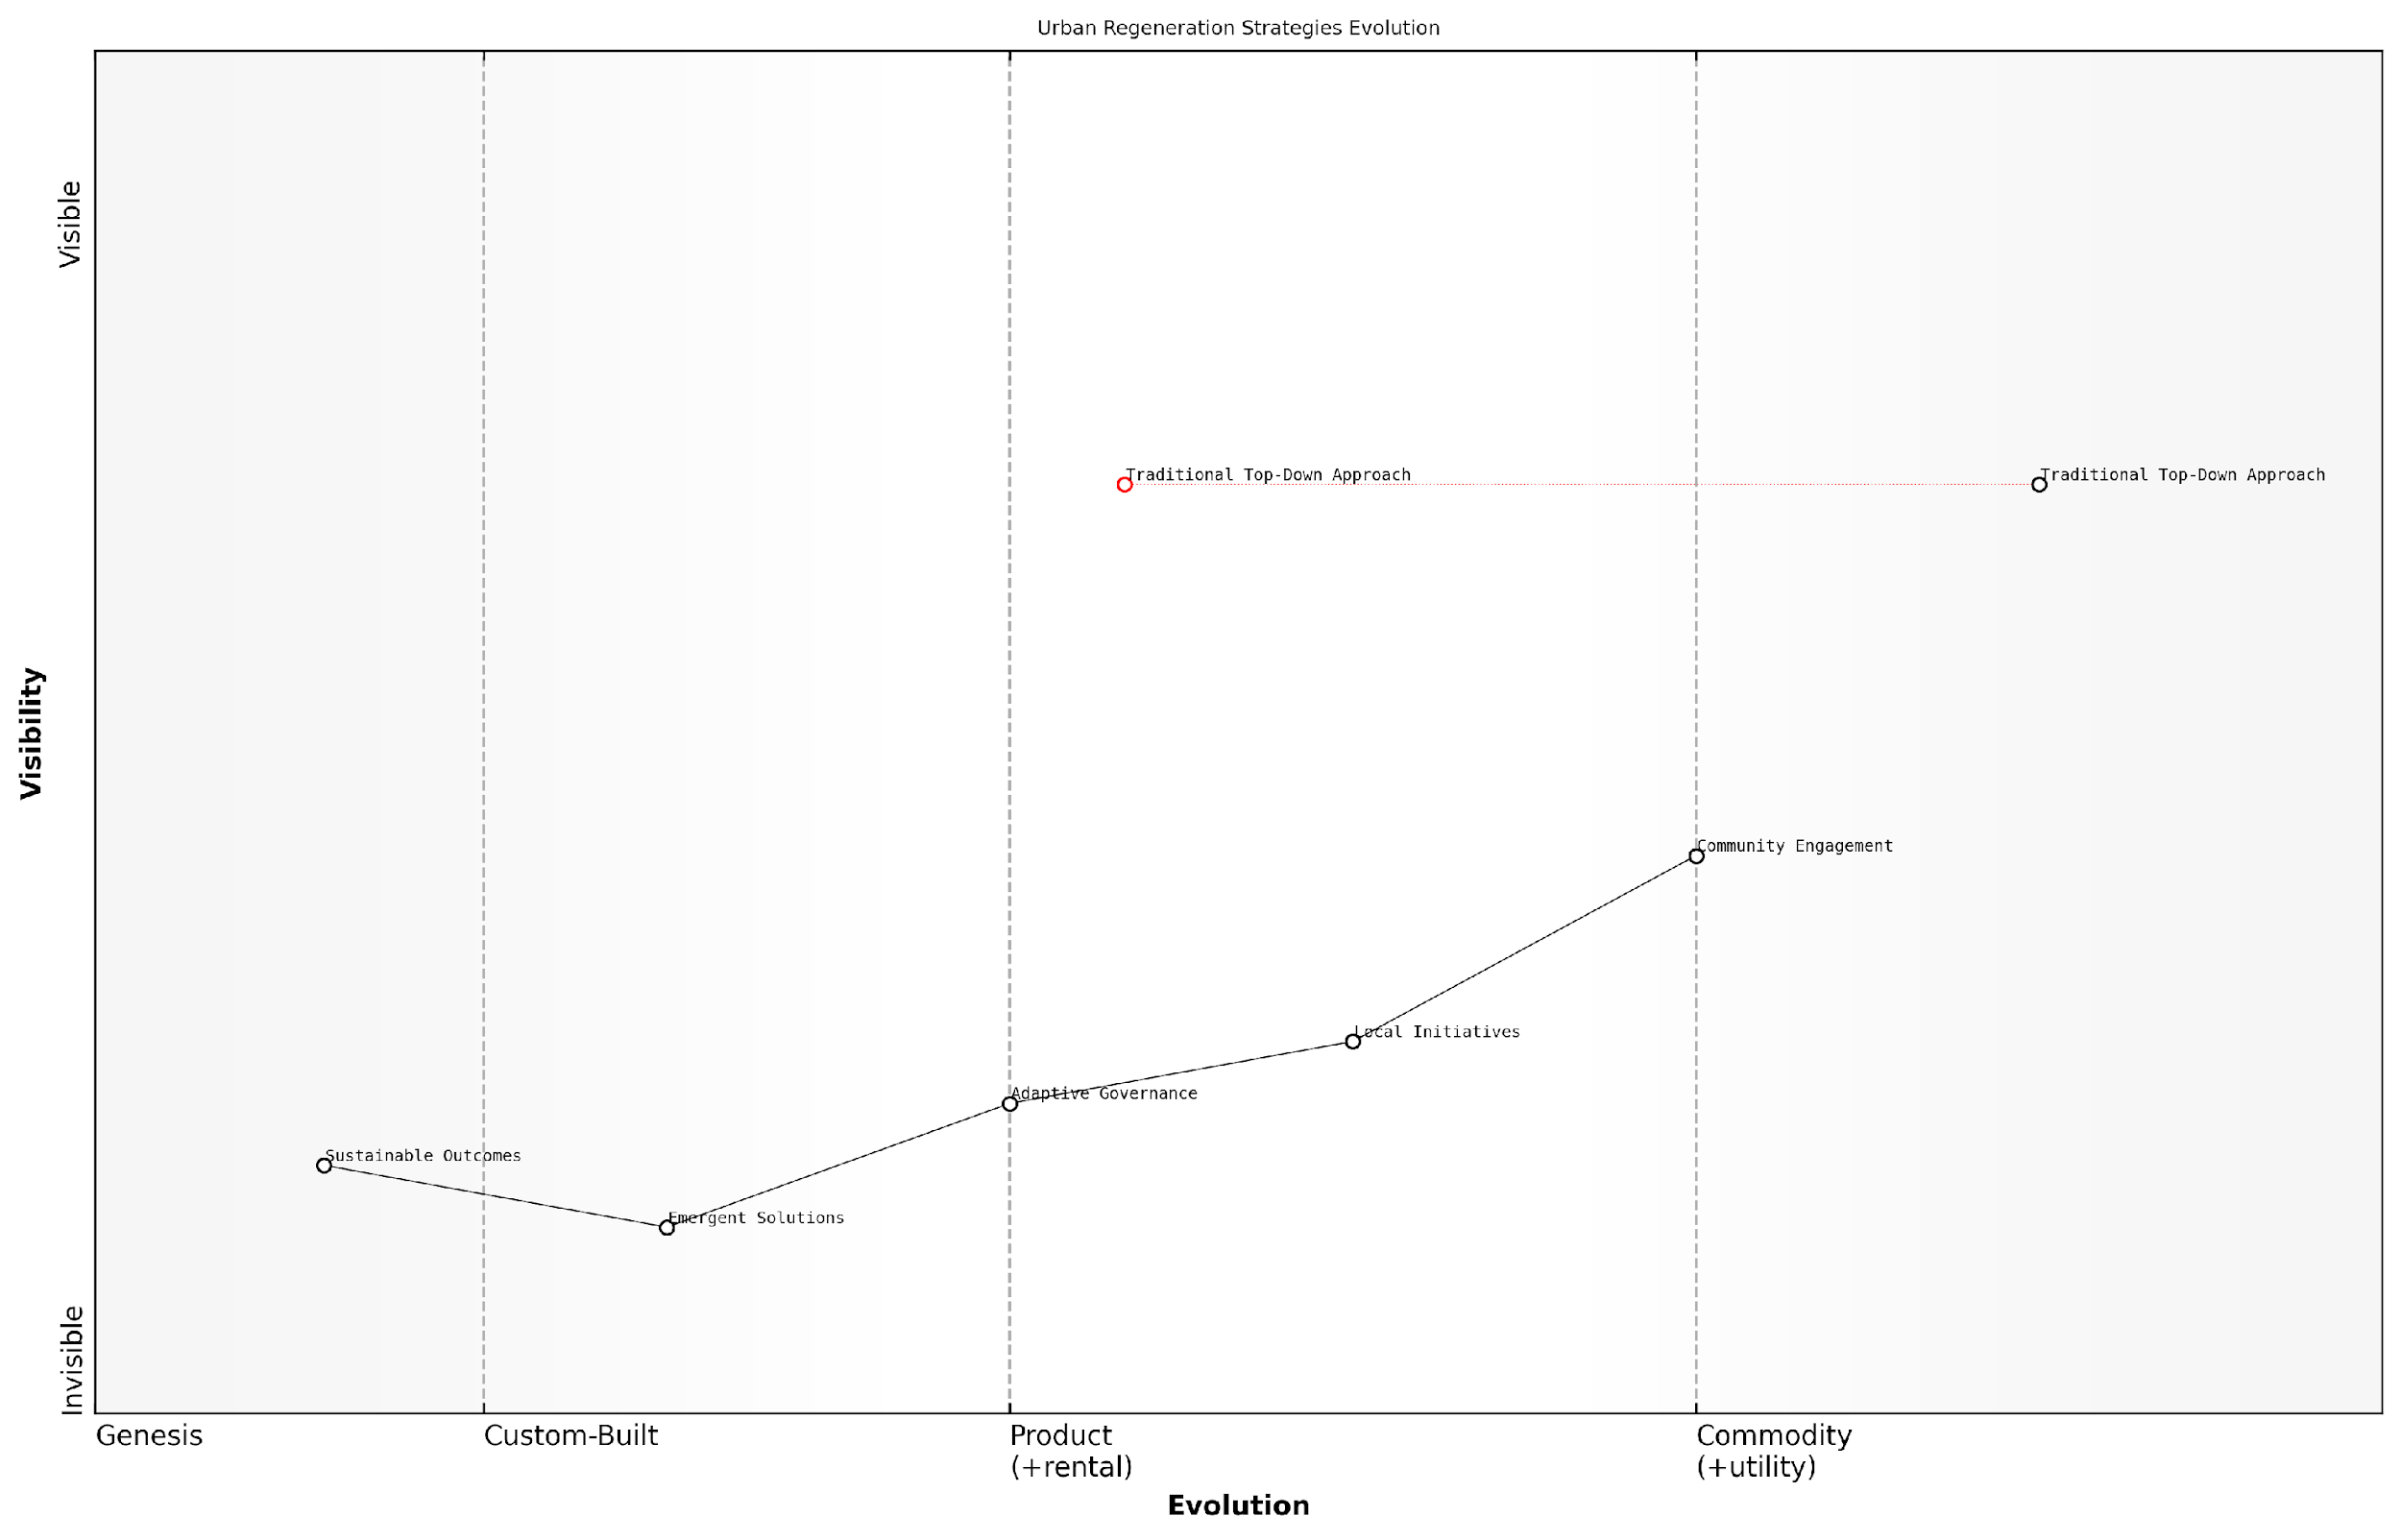 Urban Regeneration Strategies Evolution
Visible
Traditional Top-Down Approach
Traditional Top-Down Approach
Visibility
Community Engagement
Local Initiatives
Adaptive Governance
Sustainable Outcomes
Emergent Solutions
Invisible
Genesis
Custom-Built
Product
(+rental)
Commodity
(+utility)
Evolution